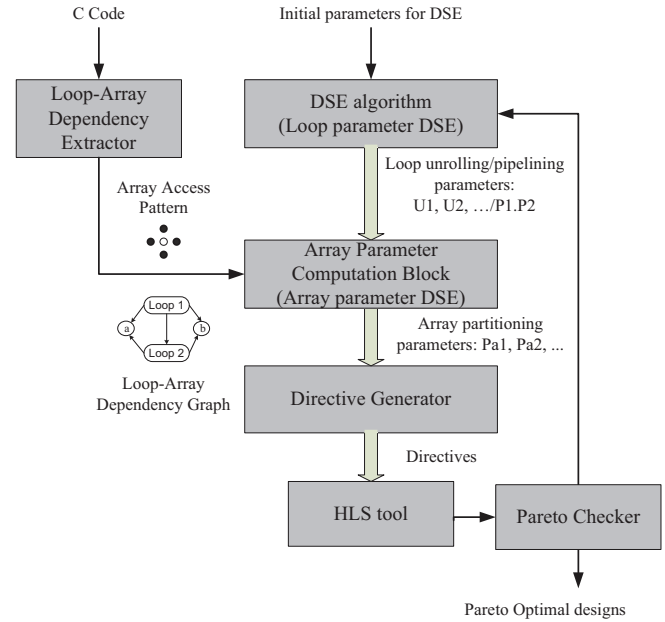 C Code
Initial parameters for DSE
Loop-Array
Dependency
Extractor
DSE algorithm
(Loop parameter DSE)
Loop unrolling/pipelining
parameters:
U1, U2, …/P1.P2
Array Access
Pattern
Array Parameter
Computation Block
(Array parameter DSE)
Loop 1
a
b
Loop 2
Array partitioning
parameters: Pa1, Pa2, ...
Loop-Array
Dependency Graph
Directive Generator
Directives
HLS tool
Pareto Checker
Pareto Optimal designs